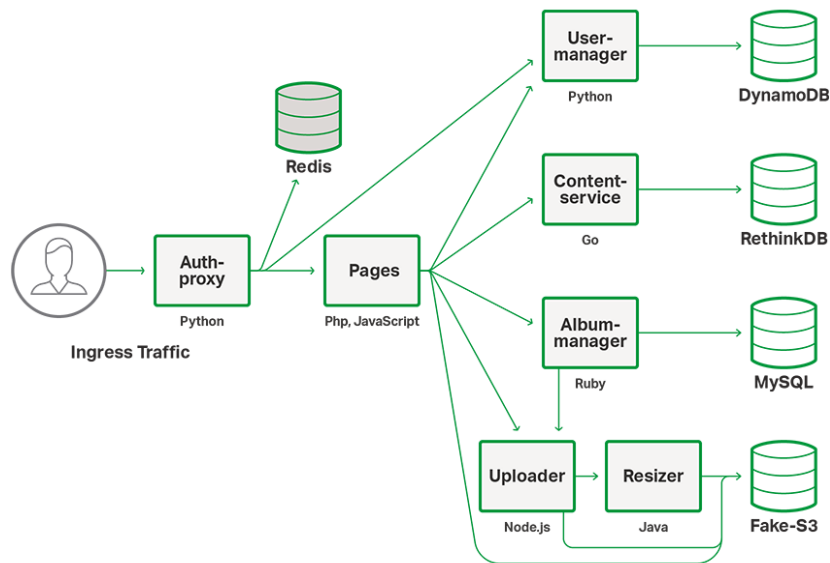 User-
manager
Python
DynamoDB
Redis
Content-
service
Go
RethinkDB
Auth-
proxy
Python
Ingress Traffic
Pages
Php, JavaScript
Album-
manager
Ruby
MySQL
Uploader
Node.js
Resizer
Java
Fake-S3